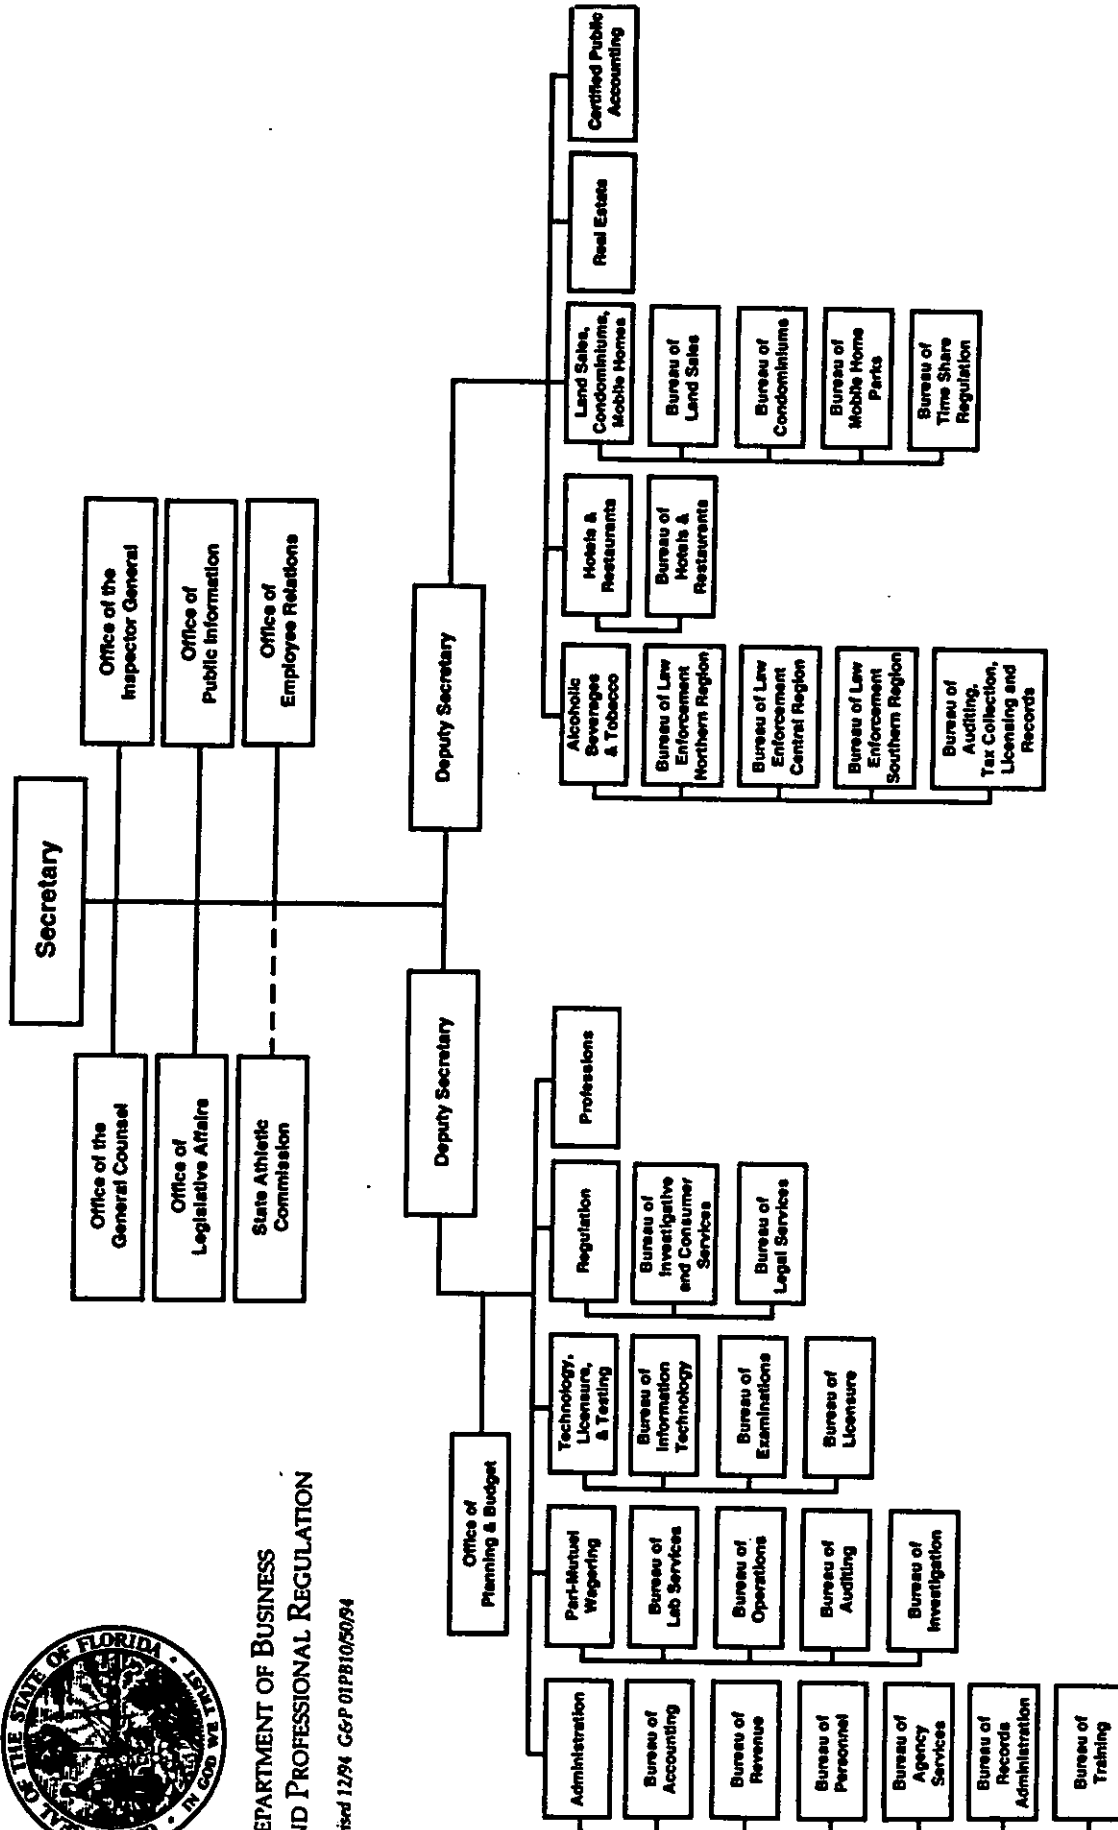 SEAL OF THE STATE OF FLORIDA
IN GOD WE TRUST
EPARTMENT OF BUSINESS
ND PROFESSIONAL REGULATION
ised 12/94 G&P 01PB10/50/94
Secretary
Office of the
General Counsel
Office of
Legislative Affairs
State Athletic
Commission
Office of the
Inspector General
Office of
Public Information
Office of
Employee Relations
Deputy Secretary
Deputy Secretary
Office of
Planning & Budget
Administration
Bureau of
Accounting
Bureau of
Revenue
Bureau of
Personnel
Bureau of
Agency
Services
Bureau of
Records
Administration
Bureau of
Training
Pari-Mutuel
Wagering
Bureau of
Lab Services
Bureau of
Operations
Bureau of
Auditing
Bureau of
Investigation
Technology,
Licensure,
& Testing
Bureau of
Information
Technology
Bureau of
Examinations
Bureau of
Licensure
Regulation
Bureau of
Investigative
and Consumer
Services
Bureau of
Legal Services
Professions
Alcoholic
Beverages
& Tobacco
Bureau of Law
Enforcement
Northern Region
Bureau of Law
Enforcement
Central Region
Bureau of Law
Enforcement
Southern Region
Bureau of
Auditing,
Tax Collection,
Licensing and
Records
Hotels &
Restaurants
Bureau of
Hotels &
Restaurants
Land Sales,
Condominiums,
Mobile Homes
Bureau of
Land Sales
Bureau of
Condominiums
Bureau of
Mobile Home
Parks
Bureau of
Time Share
Regulation
Real Estate
Certified Public
Accounting